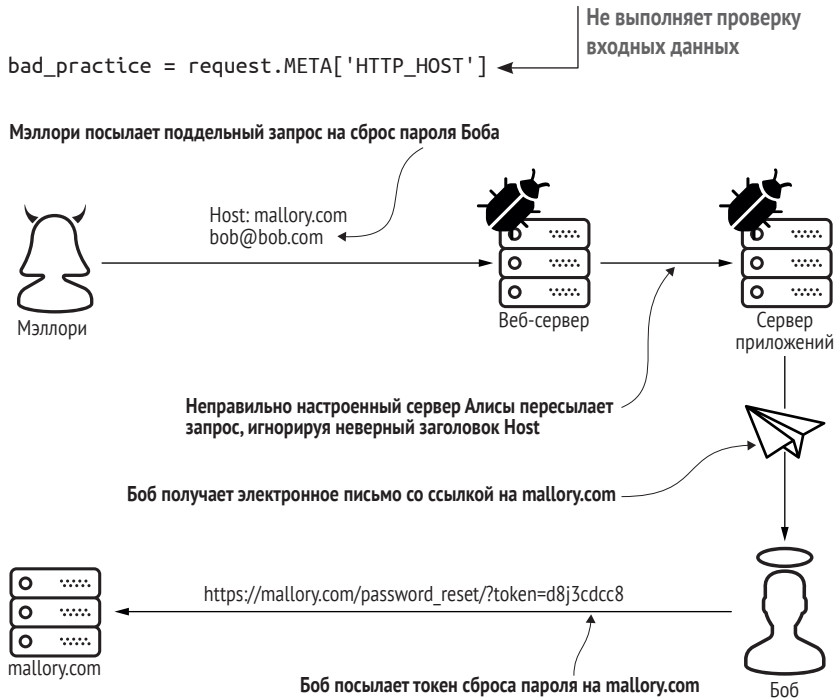 Не выполняет проверку
входных данных
bad_practice = request.META['HTTP_HOST']
Мэллори посылает поддельный запрос на сброс пароля Боба
Host: mallory.com
bob@bob.com
Мэллори
Веб-сервер
Сервер
приложений
Неправильно настроенный сервер Алисы пересылает
запрос, игнорируя неверный заголовок Host
Боб получает электронное письмо со ссылкой на mallory.com
https://mallory.com/password_reset/?token=d8j3cdcc8
mallory.com
Боб посылает токен сброса пароля на mallory.com
Боб